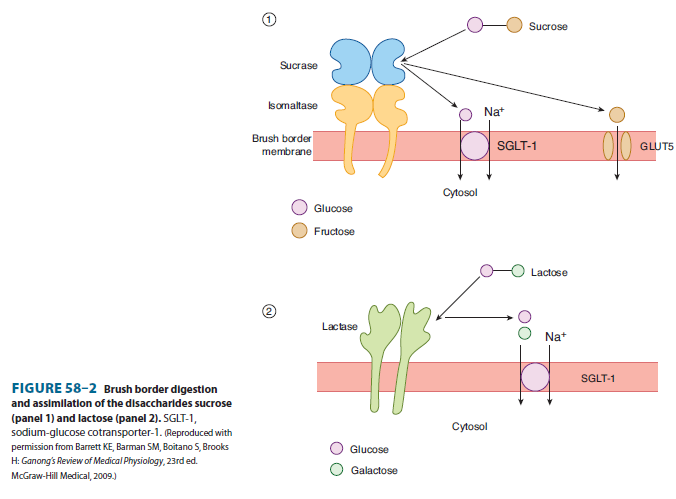 1
Sucrose
Sucrase
Isomaltase
Na+
Brush border
membrane
SGLT-1
GLUT5
Cytosol
Glucose
Fructose
2
Lactose
Lactase
Na+
SGLT-1
Cytosol
Glucose
Galactose
FIGURE 58–2 Brush border digestion
and assimilation of the disaccharides sucrose
(panel 1) and lactose (panel 2). SGLT-1,
sodium-glucose cotransporter-1. (Reproduced with
permission from Barrett KE, Barman SM, Boitano S, Brooks
H: Ganong's Review of Medical Physiology, 23rd ed.
McGraw-Hill Medical, 2009.)